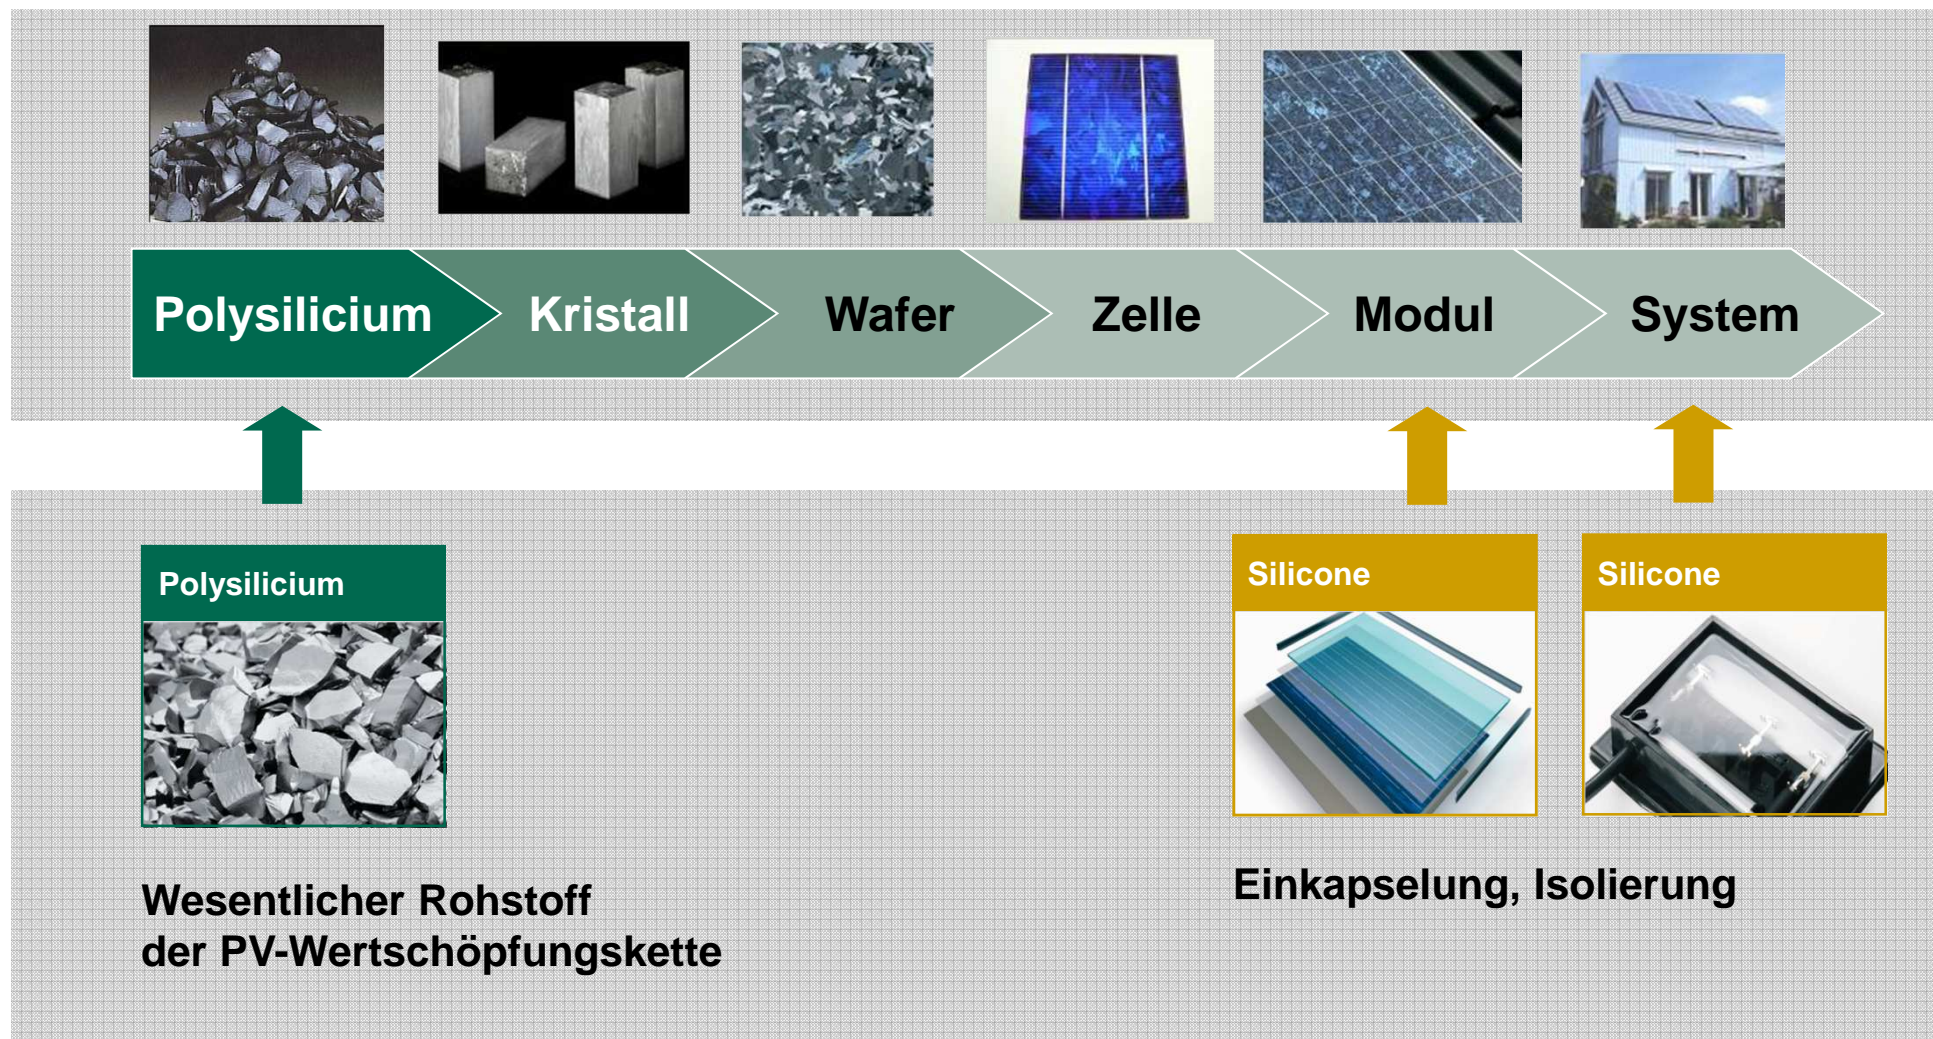 Polysilicium
Kristall
Wafer
Zelle
Modul
System
Polysilicium
Silicone
Silicone
Wesentlicher Rohstoff
der PV-Wertschöpfungskette
Einkapselung, Isolierung